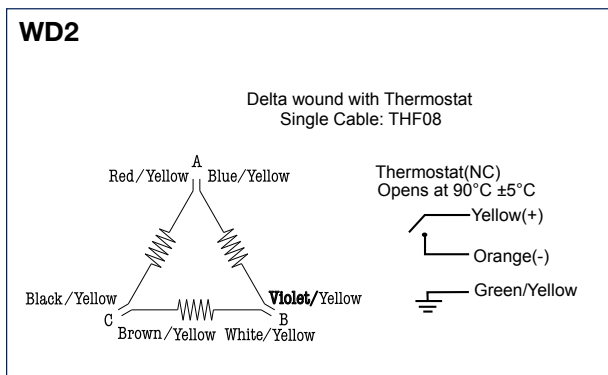 WD2
Delta wound with Thermostat
Single Cable: THF08
A
Red/Yellow Blue/Yellow
Thermostat(NC)
Opens at 90°C ±5°C
Yellow(+)
Orange(-)
Green/Yellow
Black/Yellow Violet/Yellow
C B
Brown/Yellow White/Yellow